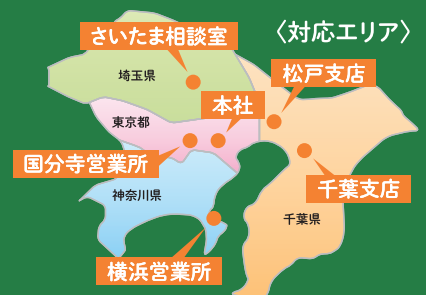 〈対応エリア〉
さいたま相談室
埼玉県
松戸支店
本社
東京都
国分寺営業所
千葉支店
神奈川県
千葉県
横浜営業所